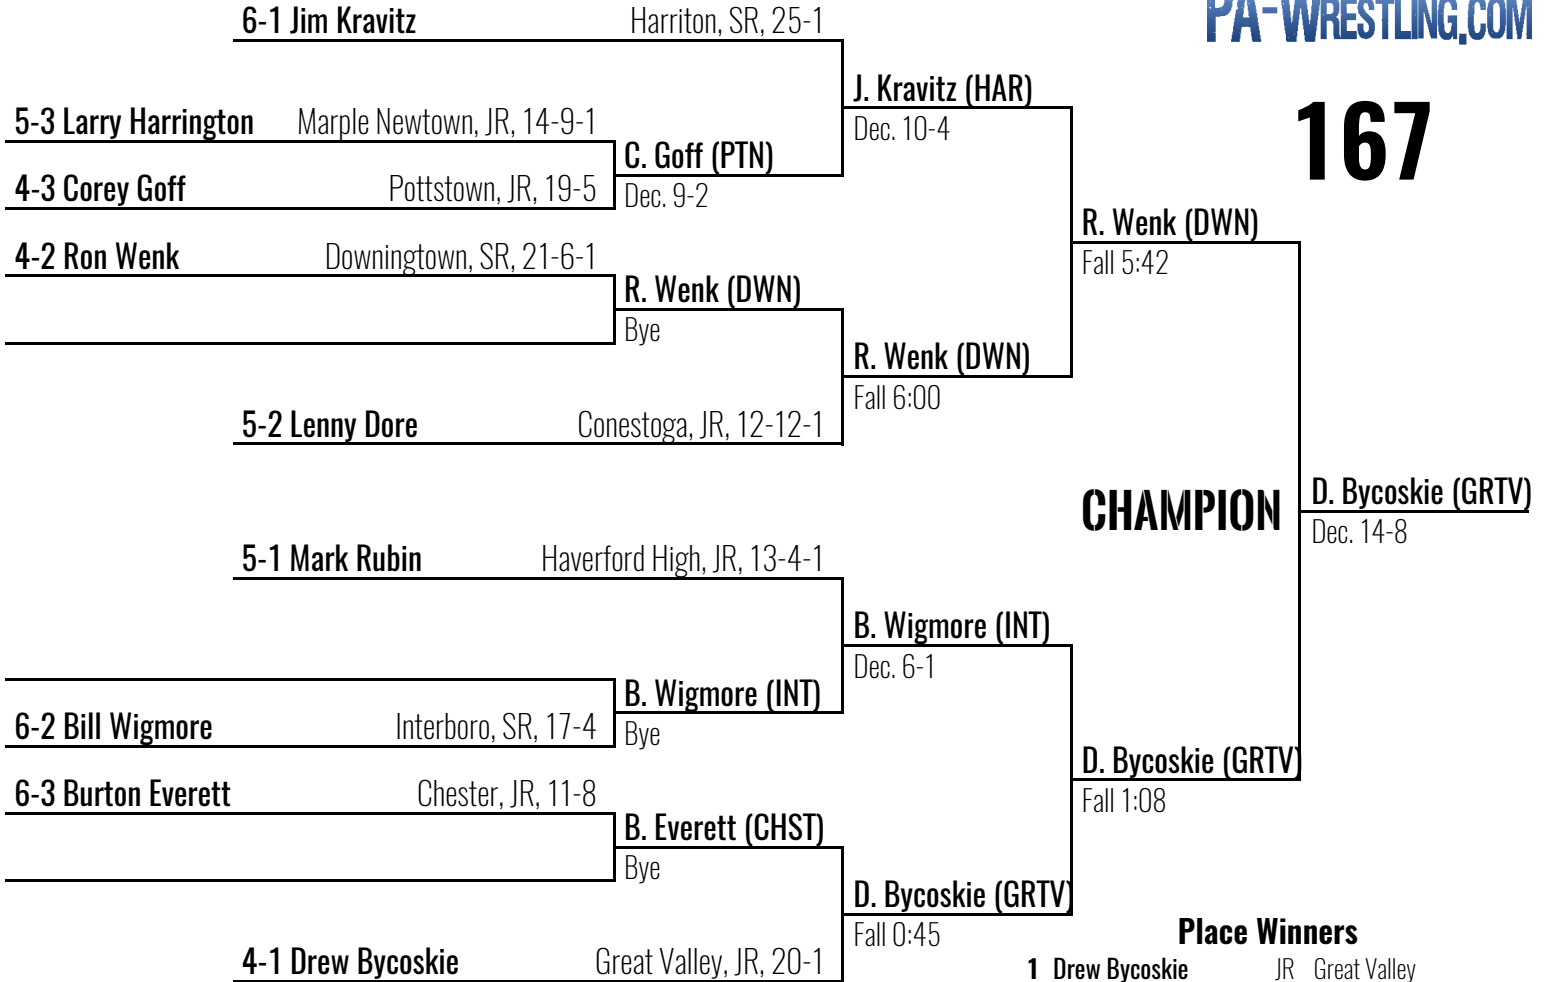 6-1 Jim Kravitz Harriton, SR, 25-1
PA-WRESTLING.COM
J. Kravitz (HAR)
Dec. 10-4
167
5-3 Larry Harrington Marple Newtown, JR, 14-9-1
C. Goff (PTN)
Dec. 9-2
4-3 Corey Goff Pottstown, JR, 19-5
R. Wenk (DWN)
Fall 5:42
4-2 Ron Wenk Downingtown, SR, 21-6-1
R. Wenk (DWN)
Bye
R. Wenk (DWN)
Fall 6:00
5-2 Lenny Dore Conestoga, JR, 12-12-1
CHAMPION
D. Bycoskie (GRTV)
Dec. 14-8
5-1 Mark Rubin Haverford High, JR, 13-4-1
B. Wigmore (INT)
Dec. 6-1
B. Wigmore (INT)
Bye
6-2 Bill Wigmore Interboro, SR, 17-4
D. Bycoskie (GRTV)
Fall 1:08
6-3 Burton Everett Chester, JR, 11-8
B. Everett (CHST)
Bye
D. Bycoskie (GRTV)
Fall 0:45
4-1 Drew Bycoskie Great Valley, JR, 20-1
Place Winners
1 Drew Bycoskie JR Great Valley